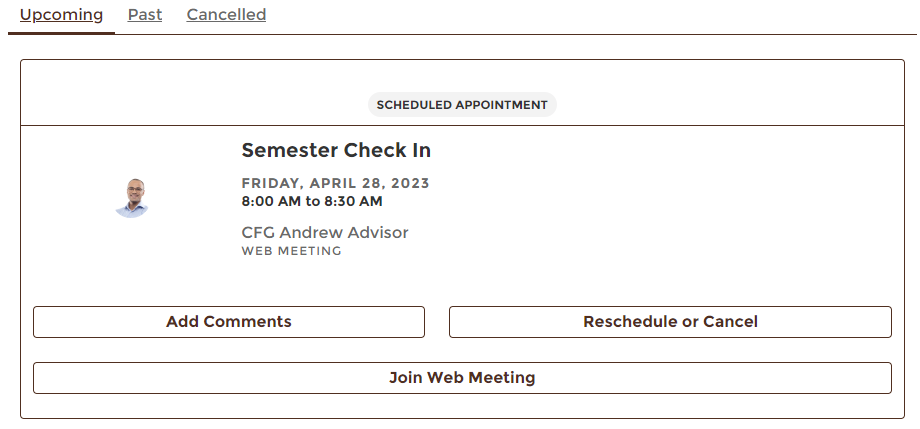 Upcoming Past Cancelled
SCHEDULED APPOINTMENT
Semester Check In
FRIDAY, APRIL 28, 2023
8:00 AM to 8:30 AM
CFG Andrew Advisor
WEB MEETING
Add Comments Reschedule or Cancel
Join Web Meeting